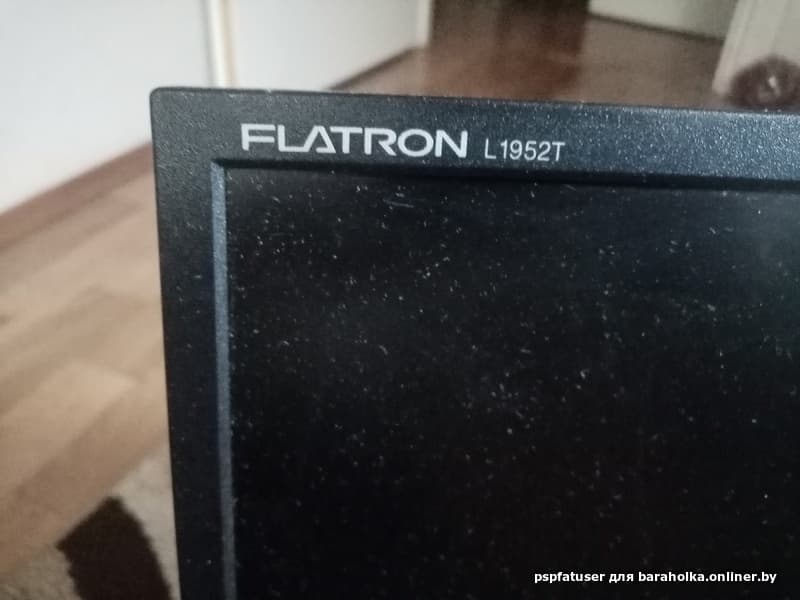 FLATRON L1952T
pspfatuser для baraholka.onliner.by